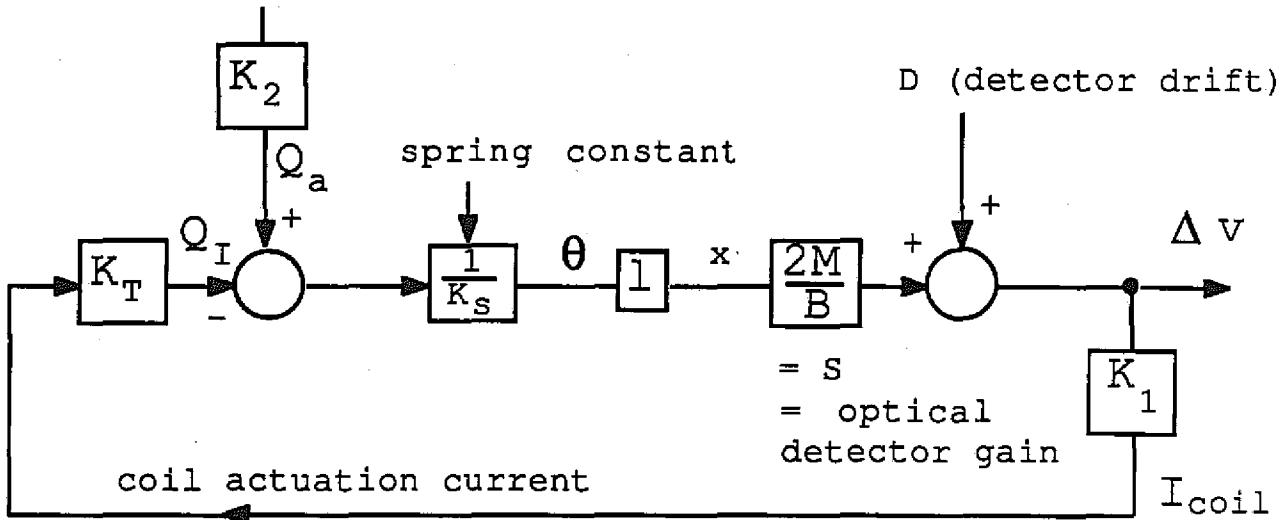 K2
D (detector drift)
spring constant
Qa
+
+
Δ v
QI
θ
x
+
KT
1
KS
1
2M
B
-
= S
K1
= optical
detector gain
coil actuation current
Icoil